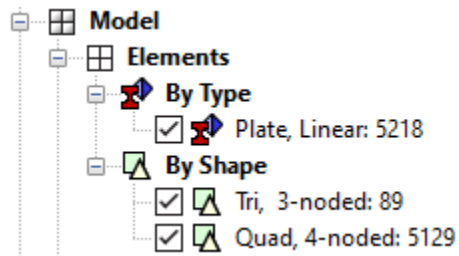 Model
Elements
By Type
Plate, Linear: 5218
By Shape
Tri, 3-noded: 89
Quad, 4-noded: 5129